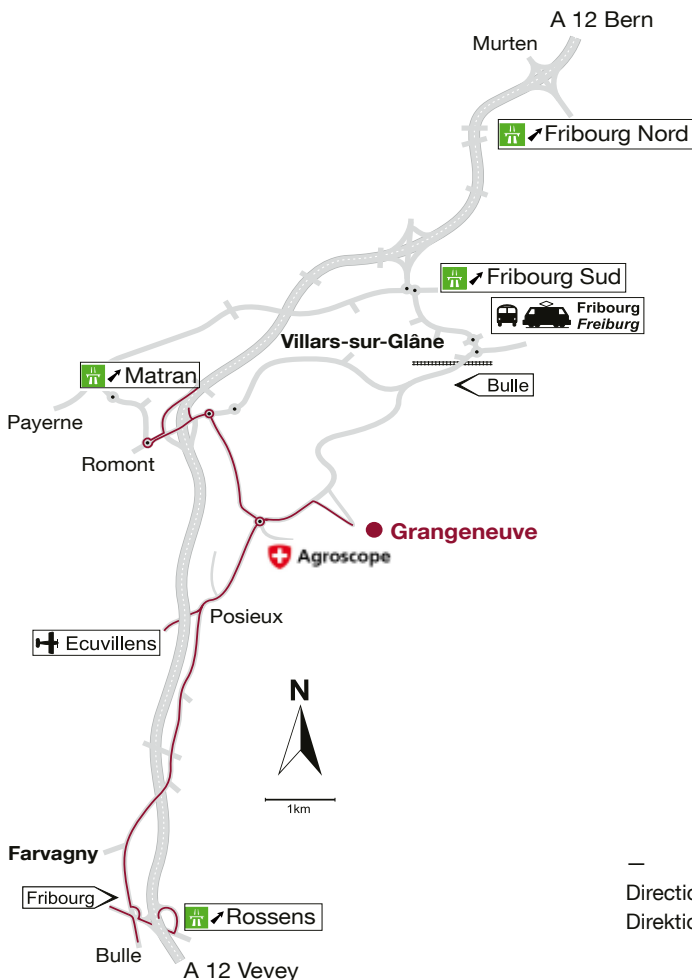 A 12 Bern
Murten
Fribourg Nord
Fribourg Sud
Fribourg
Freiburg
Villars-sur-Glâne
Matran
Bulle
Payerne
Romont
Grangeneuve
Agroscope
Posieux
Ecuvillens
N
1km
Farvagny
—
Fribourg
Rossens
Bulle
A 12 Vevey